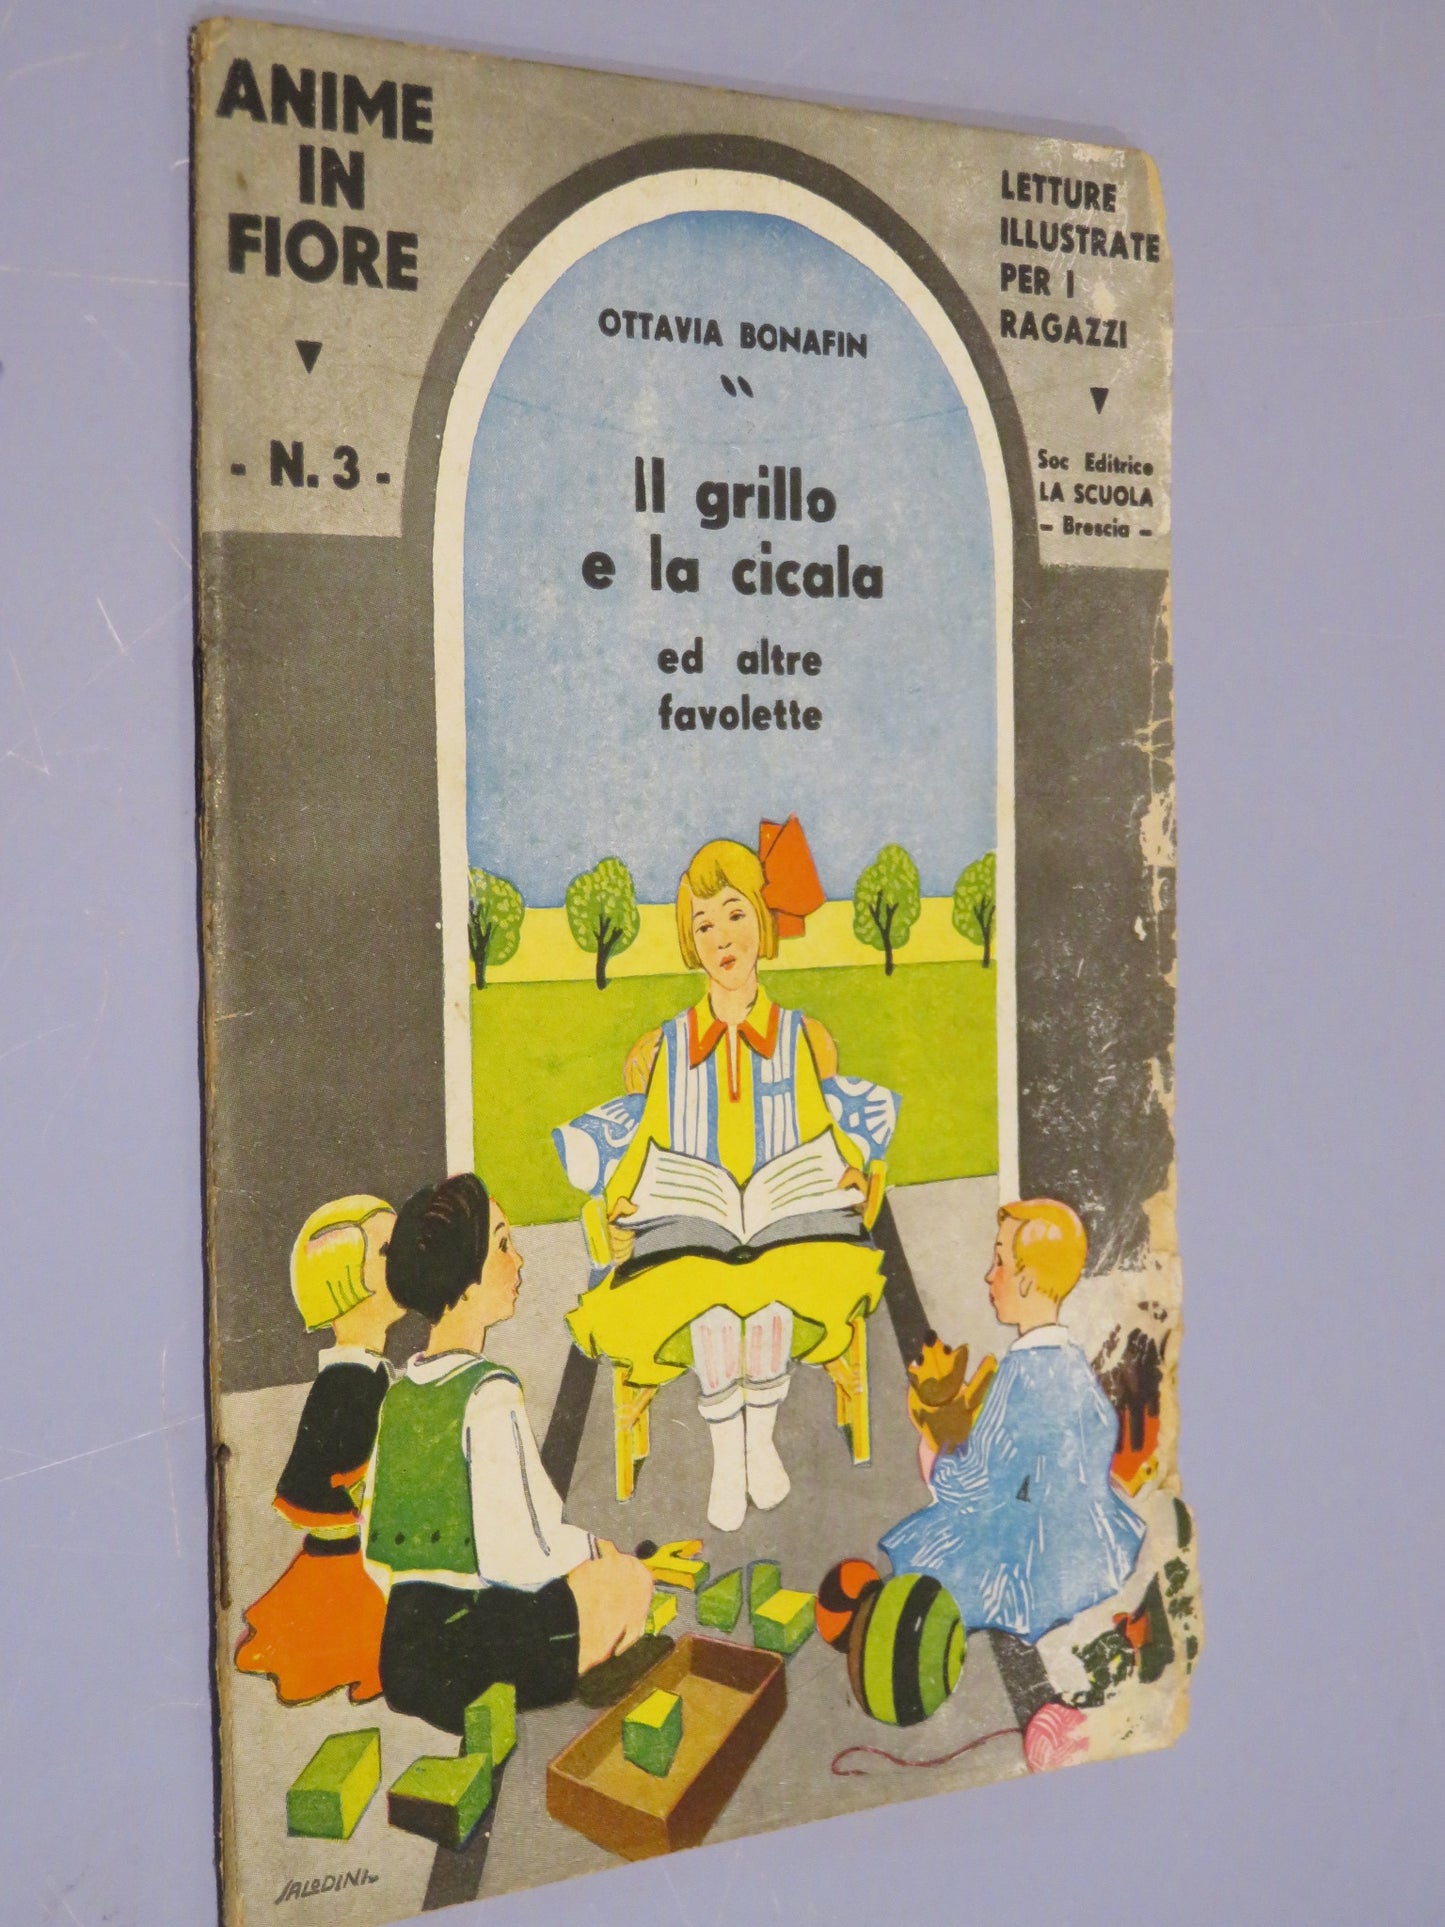 ANIME
IN
FIORE
- N. 3 -
LETTURE
ILLUSTRATE
PER I
RAGAZZI
Soc Editrice
LA SCUOLA
- Brescia -
OTTAVIA BONAFIN
Il grillo
e la cicala
ed altre
favolette
SALODINI